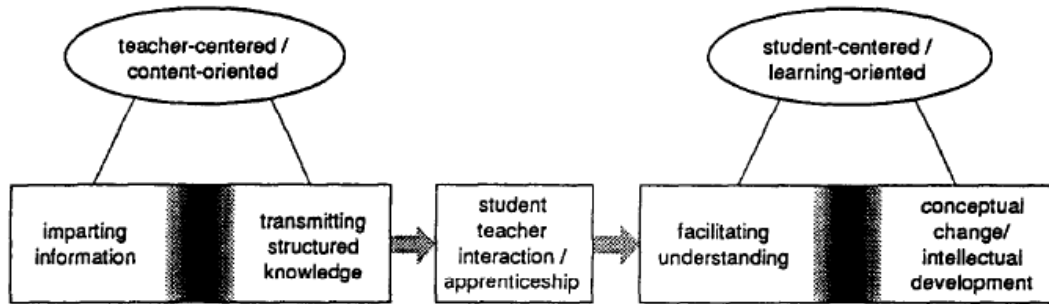 teacher-centered /
content-oriented
student-centered /
learning-oriented
imparting
information
transmitting
structured
knowledge
student
teacher
interaction /
apprenticeship
facilitating
understanding
conceptual
change/
intellectual
development